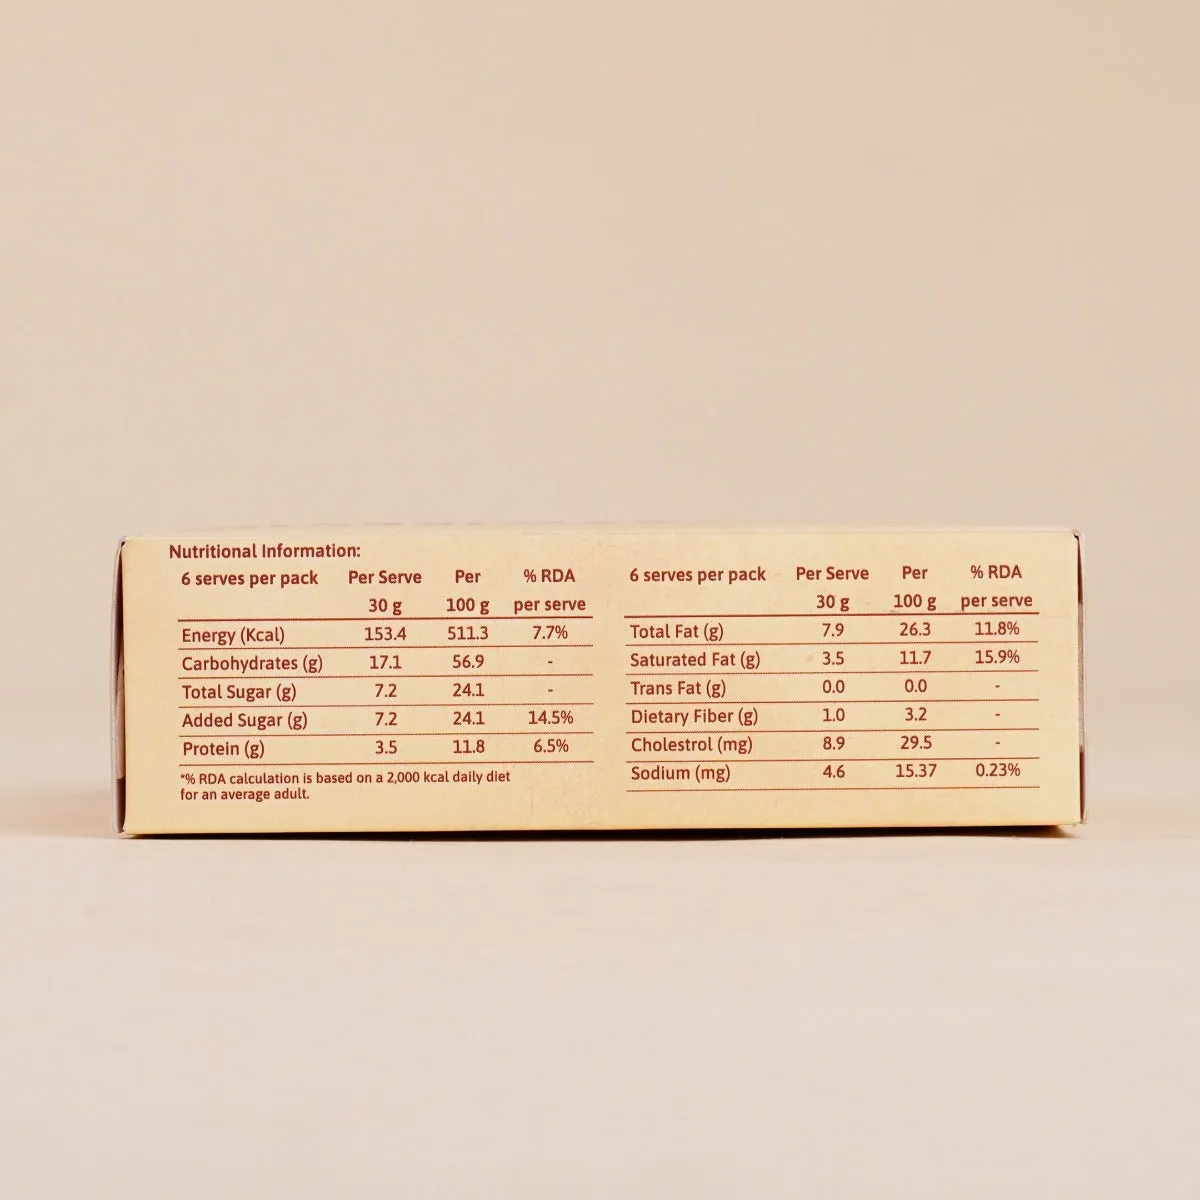 Nutritional Information:
6 serves per pack Per Serve Per % RDA
30 g 100 g per serve
Energy (Kcal) 153.4 511.3 7.7%
Carbohydrates (g) 17.1 56.9 -
Total Sugar (g) 7.2 24.1 -
Added Sugar (g) 7.2 24.1 14.5%
Protein (g) 3.5 11.8 6.5%
*% RDA calculation is based on a 2,000 kcal daily diet
for an average adult.
6 serves per pack Per Serve Per % RDA
30 g 100 g per serve
Total Fat (g) 7.9 26.3 11.8%
Saturated Fat (g) 3.5 11.7 15.9%
Trans Fat (g) 0.0 0.0 -
Dietary Fiber (g) 1.0 3.2 -
Cholestrol (mg) 8.9 29.5 -
Sodium (mg) 4.6 15.37 0.23%